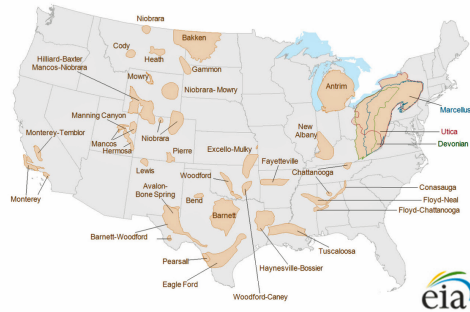 Niobrara
Bakken
Cody
Heath
Gammon
Hilliard-Baxter
Mancos-Niobrara
Mowry
Niobrara- Mowry
Antrim
Marcellus
Manning Canyon
Monterey-Temblor
Mancos
Hermosa
Niobrara
Pierre
Excello-Mulky
New
Albany
Utica
Devonian
Fayetteville
Chattanooga
Lewis
Woodford
Avalon-
Bone Spring
Bend
Conasauga
Floyd-Neal
Floyd-Chattanooga
Monterey
Barnett
Barnett-Woodford
Tuscaloosa
Pearsall
Haynesville-Bossier
Eagle Ford
Woodford-Caney
eia